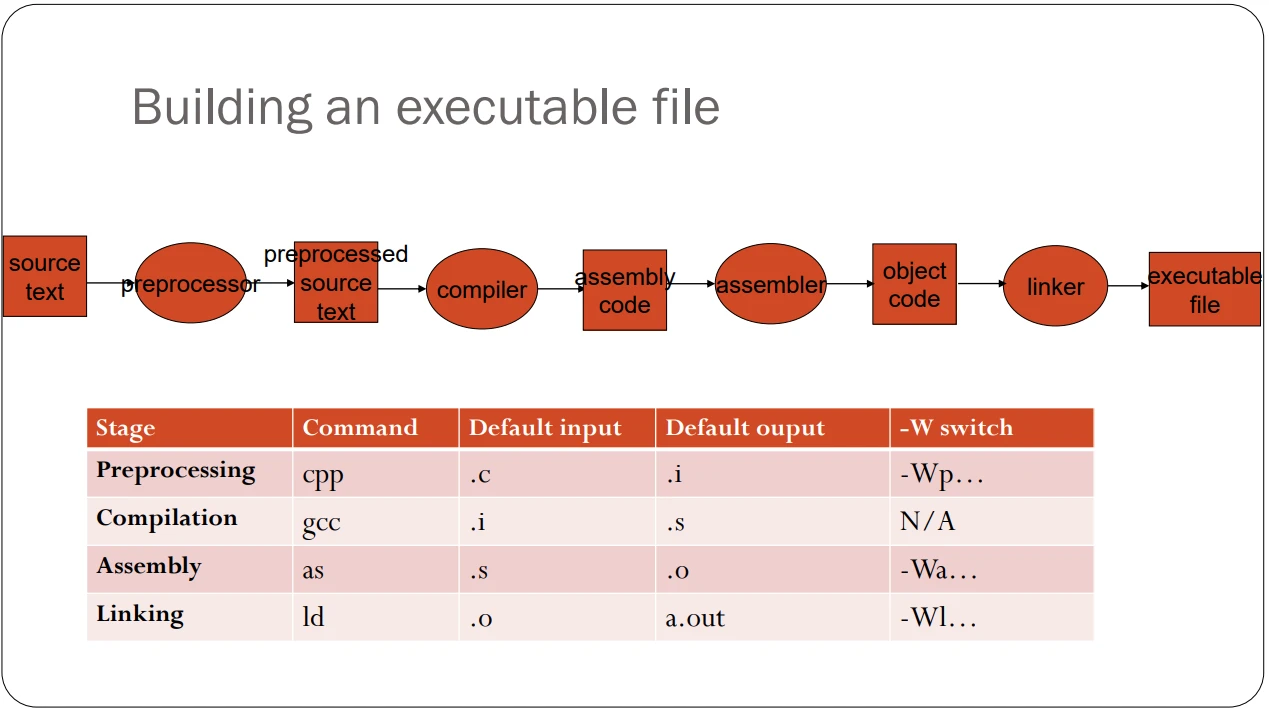 Building an executable file
source
text
preprocessor
preprocessed
source
text
compiler
assembly
code
assembler
object
code
linker
executable
file
Stage Command Default input Default ouput -W switch
Preprocessing cpp .c .i -Wp…
Compilation gcc .i .s N/A
Assembly as .s .o -Wa…
Linking ld .o a.out -Wl…